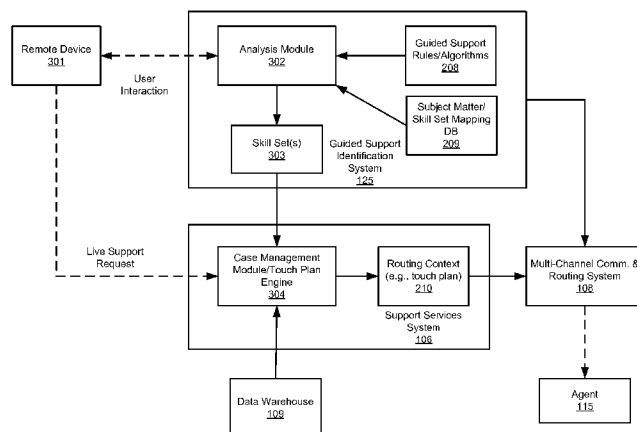 Remote Device
301
User
Interaction
Analysis Module
302
Guided Support
Rules/Algorithms
208
Subject Matter/
Skill Set Mapping
DB
209
Skill Set(s)
303
Guided Support
Identification
System
125
Live Support
Request
Case Management
Module/Touch Plan
Engine
304
Routing Context
(e.g., touch plan)
210
Support Services
System
106
Multi-Channel Comm. &
Routing System
108
Data Warehouse
109
Agent
115